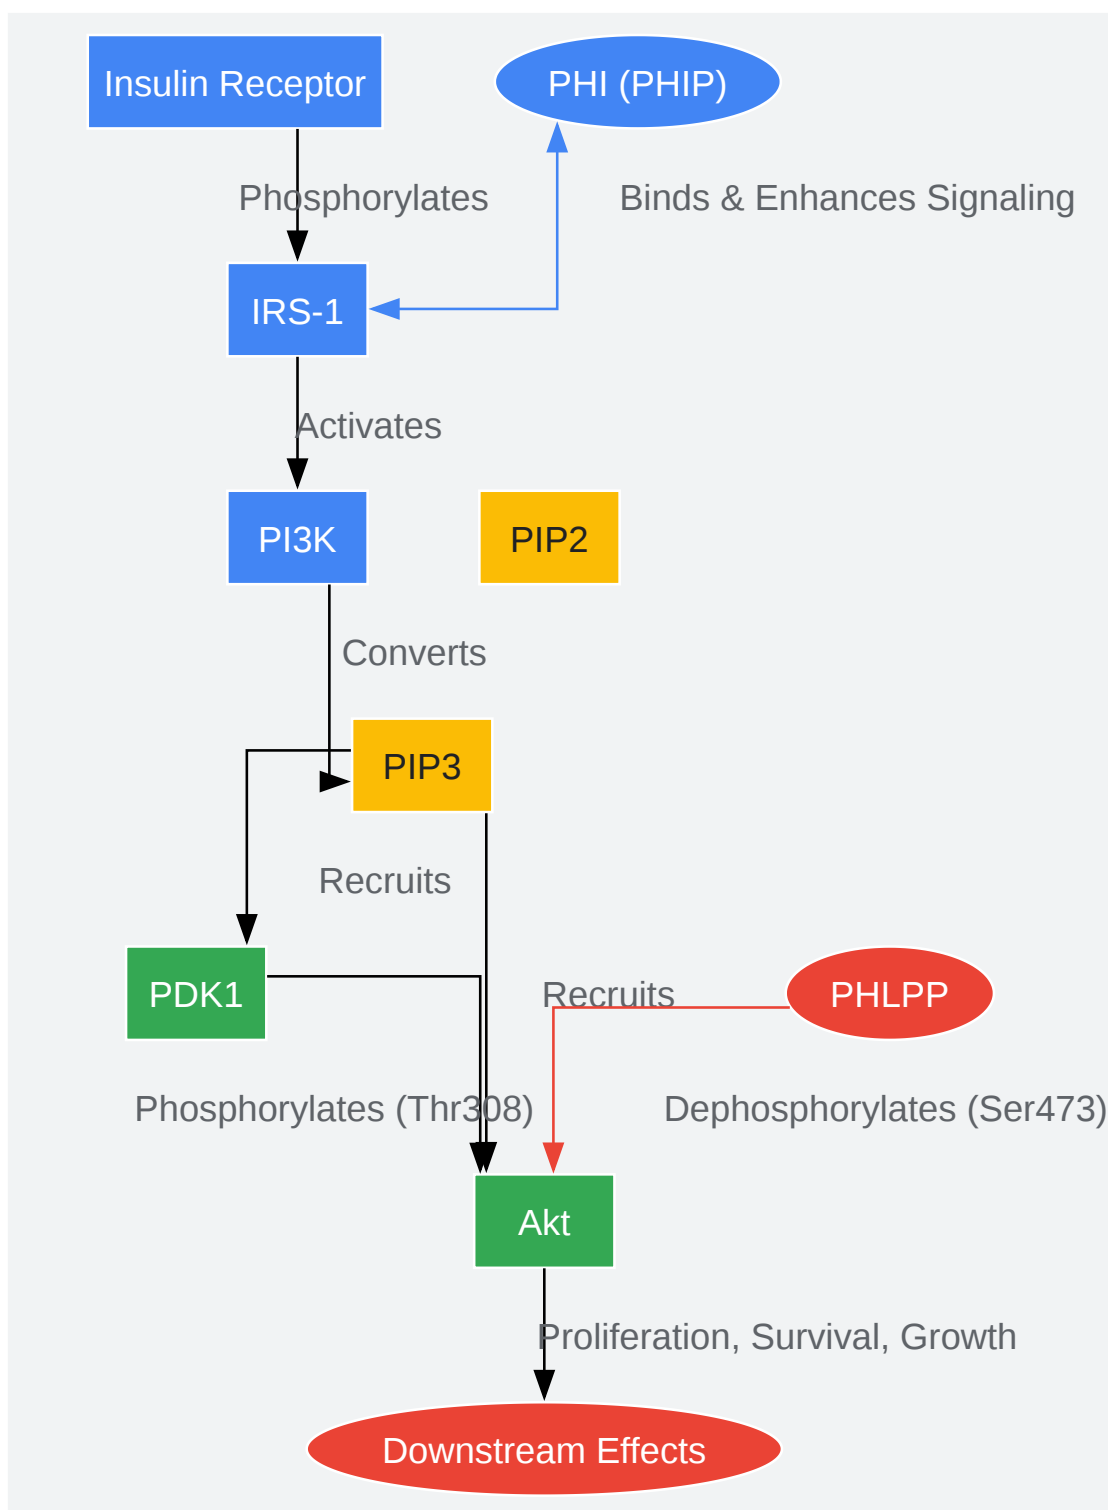 Insulin Receptor
PHI (PHIP)
Phosphorylates
Binds & Enhances Signaling
IRS-1
Activates
PI3K
PIP2
Converts
PIP3
Recruits
PDK1
Recruits
PHLPP
Phosphorylates (Thr308)
Dephosphorylates (Ser473)
Akt
Proliferation, Survival, Growth
Downstream Effects